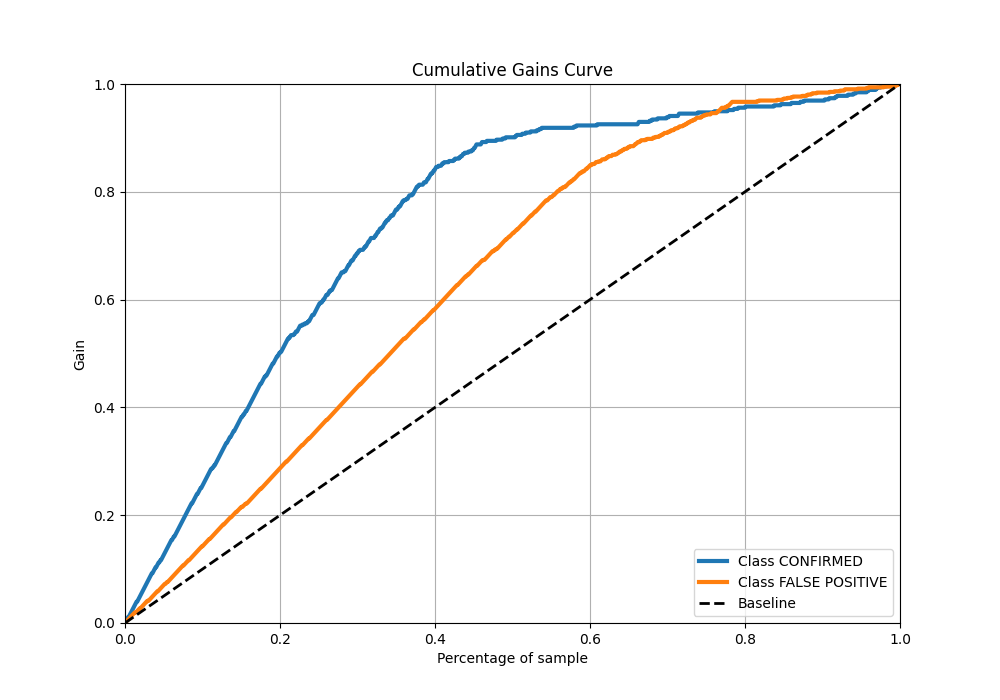 Cumulative Gains Curve
1.0
0.8
0.6
0.4
0.2
0.0
Gain
0.0 0.2 0.4 0.6 0.8 1.0
Percentage of sample
Class CONFIRMED
Class FALSE POSITIVE
Baseline